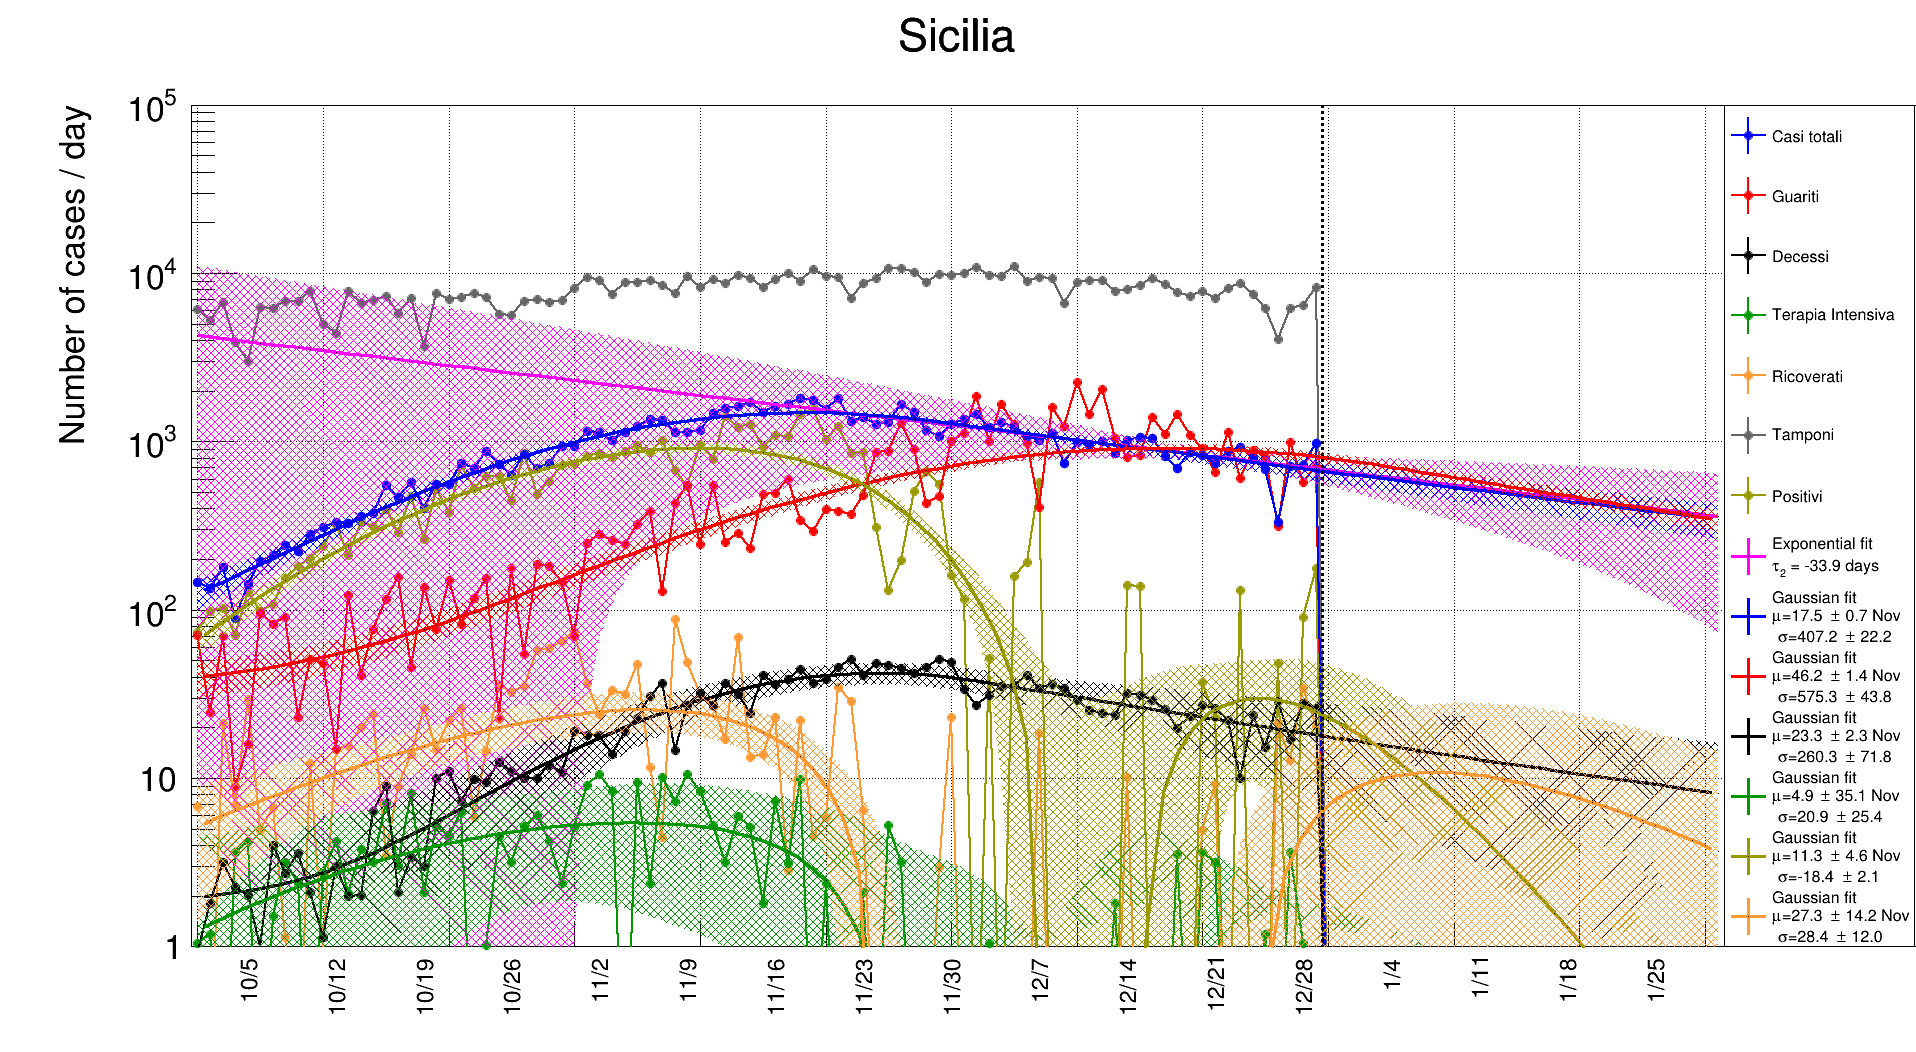 Sicilia
Number of cases / day
10^5
10^4
10^3
10^2
10
1
10/5
10/12
10/19
10/26
11/2
11/9
11/16
11/23
11/30
12/7
12/14
12/21
12/28
1/4
1/11
1/18
1/25
Casi totali
Guariti
Decessi
Terapia Intensiva
Ricoverati
Tamponi
Positivi
Exponential fit
τ_2 = -33.9 days
Gaussian fit
μ=17.5 ± 0.7 Nov
σ=407.2 ± 22.2
Gaussian fit
μ=46.2 ± 1.4 Nov
σ=575.3 ± 43.8
Gaussian fit
μ=23.3 ± 2.3 Nov
σ=260.3 ± 71.8
Gaussian fit
μ=4.9 ± 35.1 Nov
σ=20.9 ± 25.4
Gaussian fit
μ=11.3 ± 4.6 Nov
σ=-18.4 ± 2.1
Gaussian fit
μ=27.3 ± 14.2 Nov
σ=28.4 ± 12.0